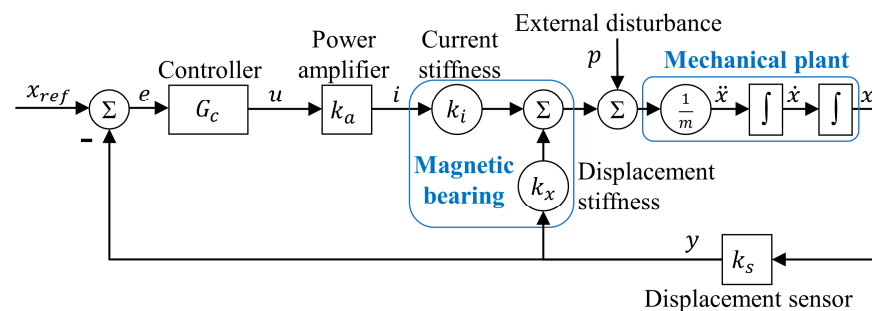 External disturbance
Power
amplifier
Current
stiffness
p
Mechanical plant
Controller
x_ref
Σ
e
G_c
u
k_a
i
k_i
Σ
Σ
1/m
ẍ
∫
ẋ
∫
x
-
Magnetic
bearing
k_x
Displacement
stiffness
y
k_s
Displacement sensor